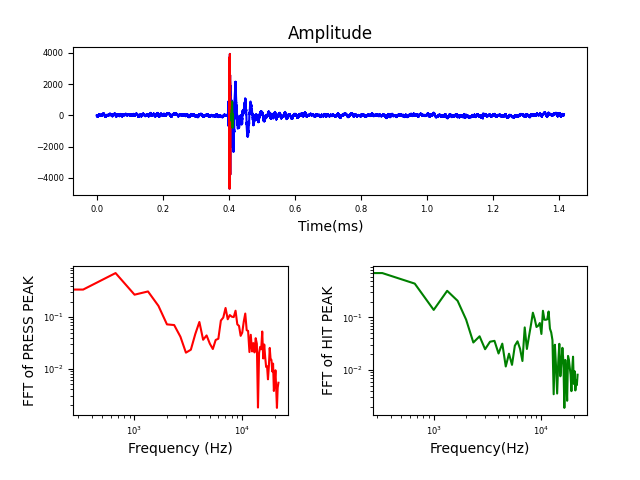 Amplitude
4000
2000
0
−2000
−4000
0.0 0.2 0.4 0.6 0.8 1.0 1.2 1.4
Time(ms)
FFT of PRESS PEAK
10⁻¹
10⁻²
10³ 10⁴
Frequency (Hz)
FFT of HIT PEAK
10⁻¹
10⁻²
10³ 10⁴
Frequency(Hz)